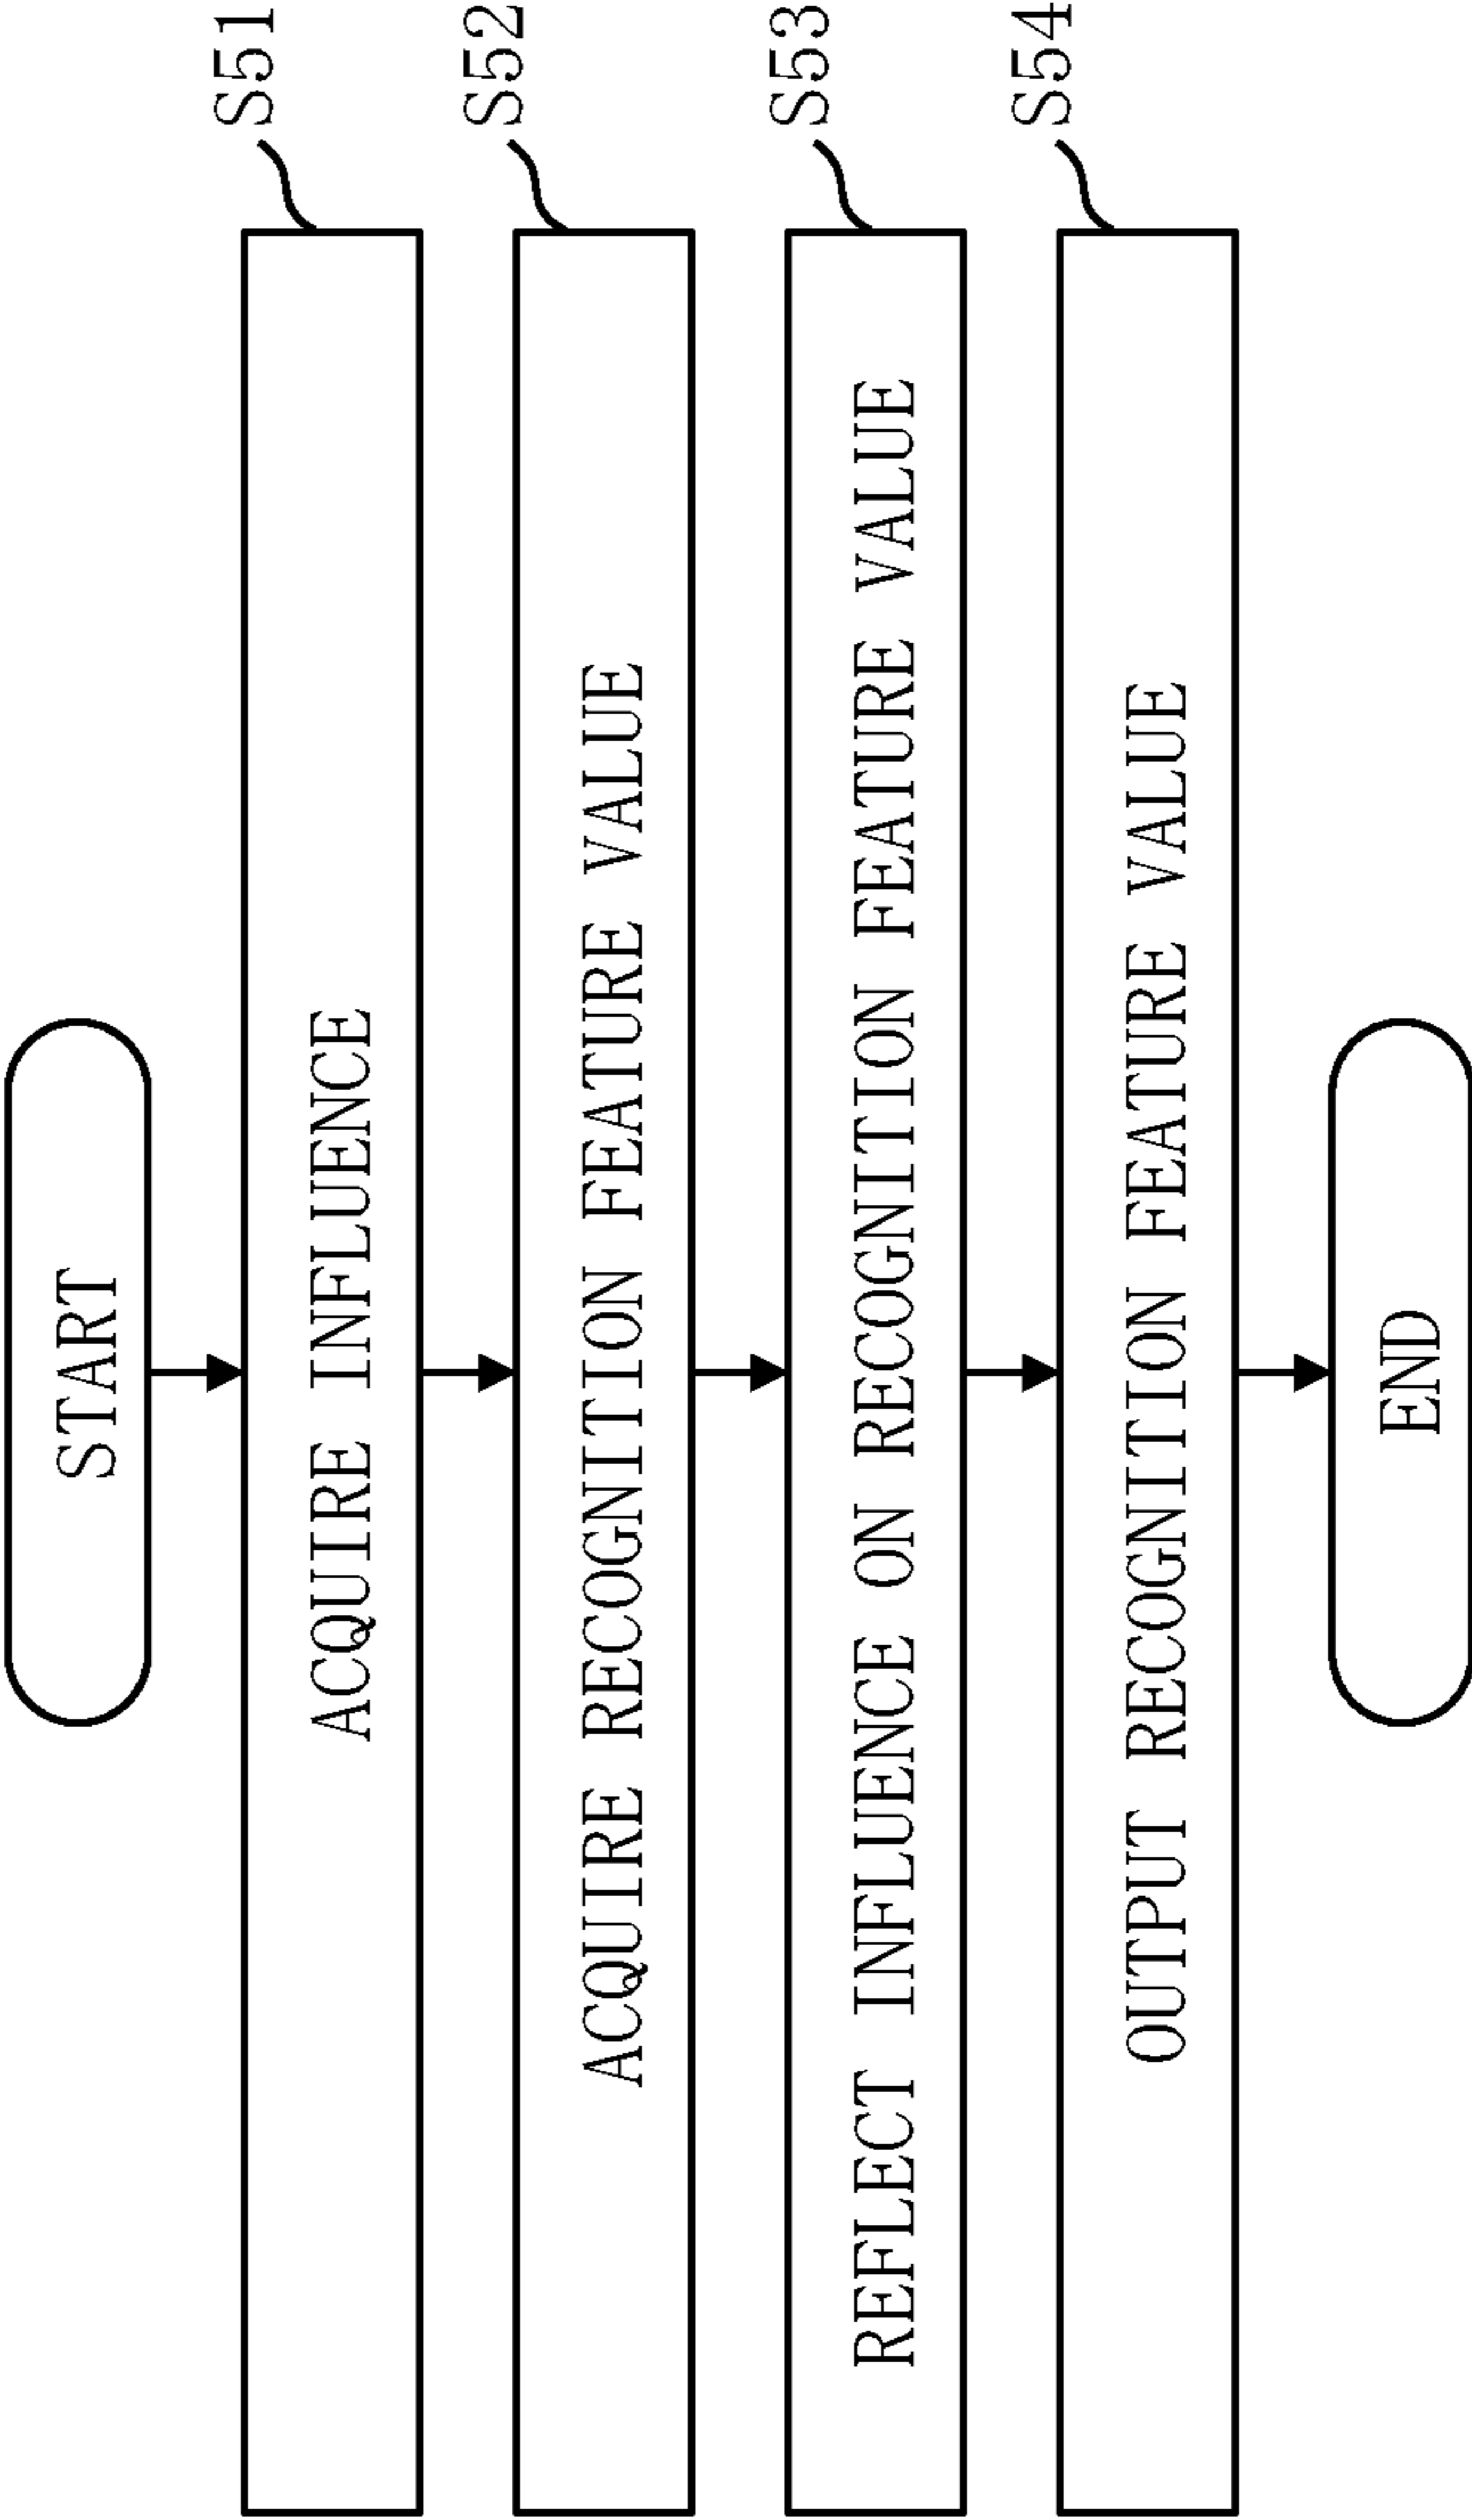 START
ACQUIRE INFLUENCE
S51
ACQUIRE RECOGNITION FEATURE VALUE
S52
REFLECT INFLUENCE ON RECOGNITION FEATURE VALUE
S53
OUTPUT RECOGNITION FEATURE VALUE
S54
END